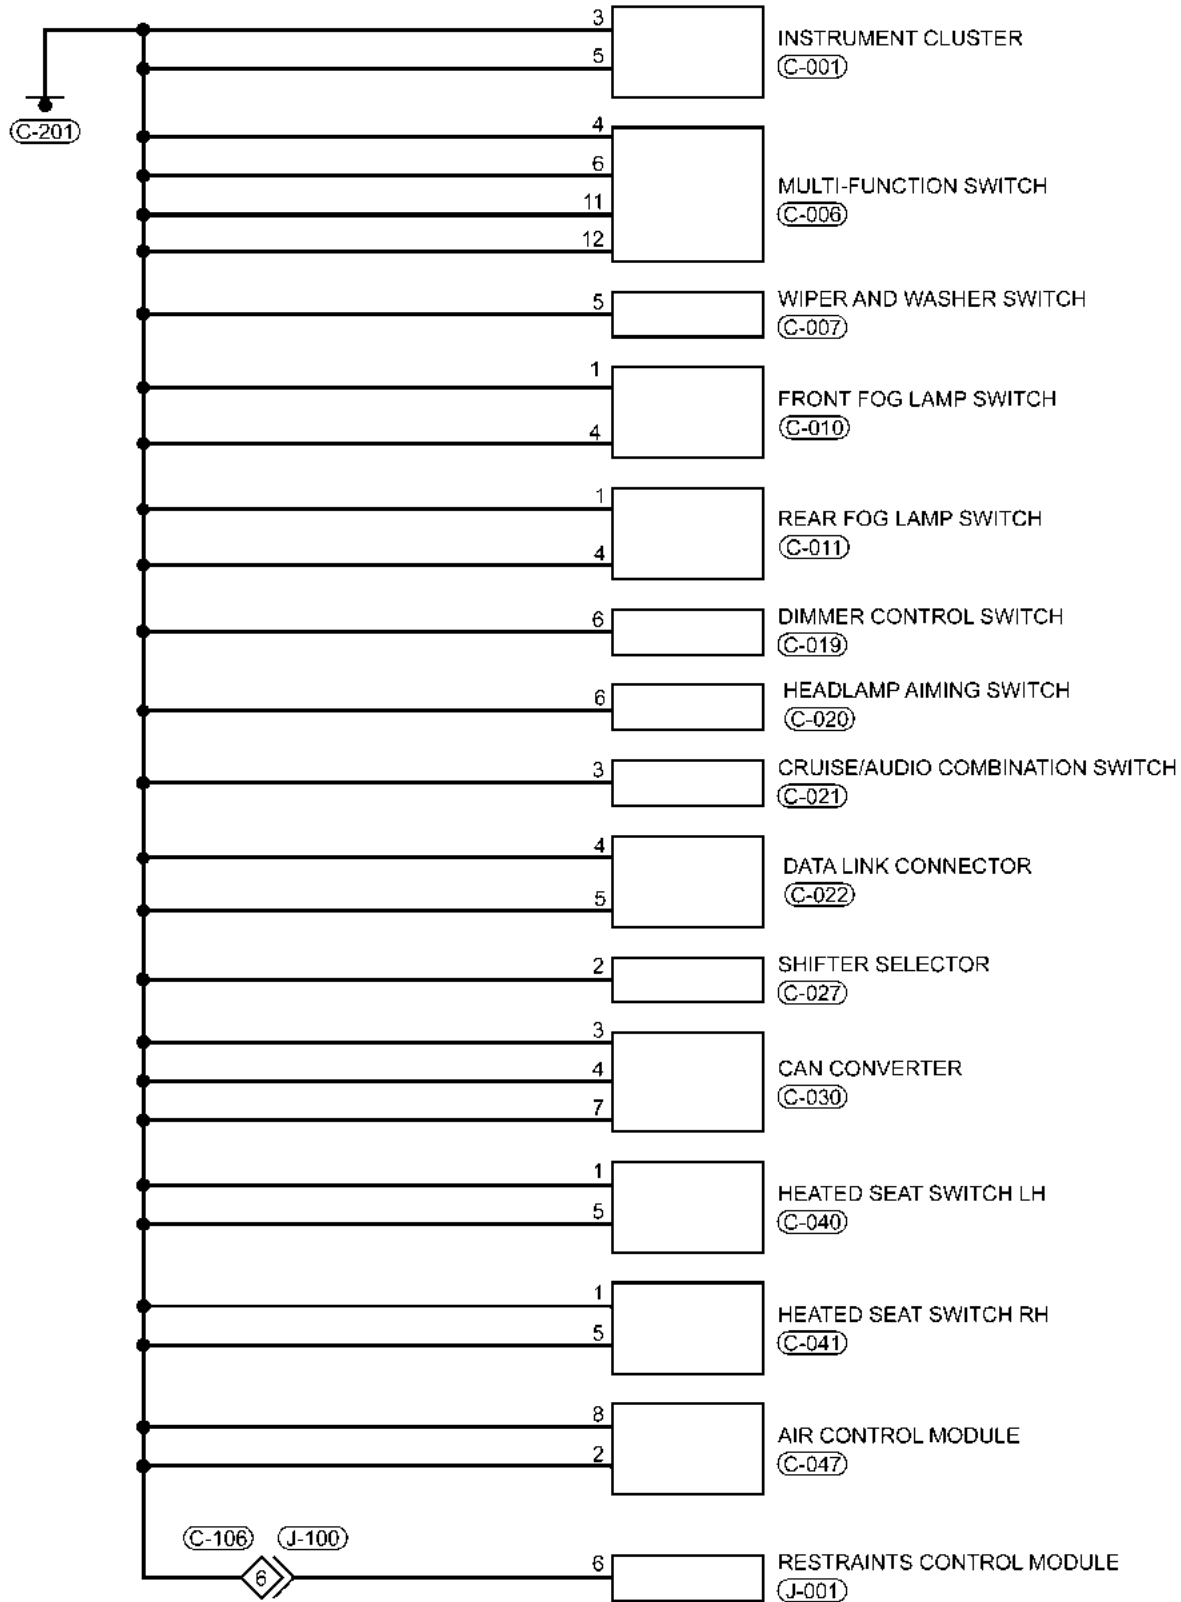 3
INSTRUMENT CLUSTER
5
C-001
C-201
4
6
MULTI-FUNCTION SWITCH
11
C-006
12
5
WIPER AND WASHER SWITCH
C-007
1
FRONT FOG LAMP SWITCH
C-010
4
1
REAR FOG LAMP SWITCH
C-011
4
6
DIMMER CONTROL SWITCH
C-019
6
HEADLAMP AIMING SWITCH
C-020
3
CRUISE/AUDIO COMBINATION SWITCH
C-021
4
DATA LINK CONNECTOR
C-022
5
2
SHIFTER SELECTOR
C-027
3
4
CAN CONVERTER
C-030
7
1
HEATED SEAT SWITCH LH
5
C-040
1
HEATED SEAT SWITCH RH
5
C-041
8
AIR CONTROL MODULE
2
C-047
C-106 J-100
6 6
RESTRAINTS CONTROL MODULE
J-001